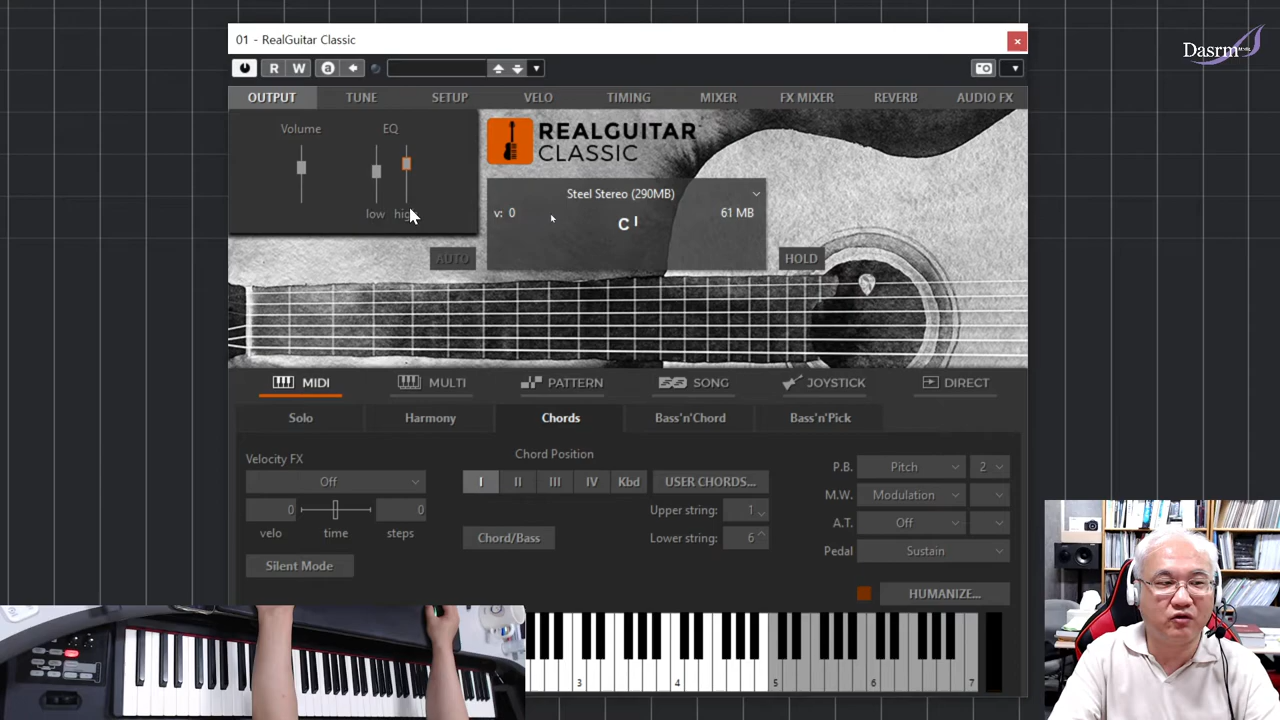 01 - RealGuitar Classic
Dasrm
R W a
OUTPUT TUNE SETUP VELO TIMING MIXER FX MIXER REVERB AUDIO FX
Volume EQ
low hig
REALGUITAR
CLASSIC
Steel Stereo (290MB)
v: 0 61 MB
C I
AUTO HOLD
MIDI MULTI PATTERN SONG JOYSTICK DIRECT
Solo Harmony Chords Bass'n'Chord Bass'n'Pick
Velocity FX
Off
0 0
velo time steps
Silent Mode
Chord Position
I II III IV Kbd USER CHORDS...
Upper string: 1
Chord/Bass Lower string: 6
P.B. Pitch 2
M.W. Modulation
A.T. Off
Pedal Sustain
HUMANIZE...
3 4 5 6 7